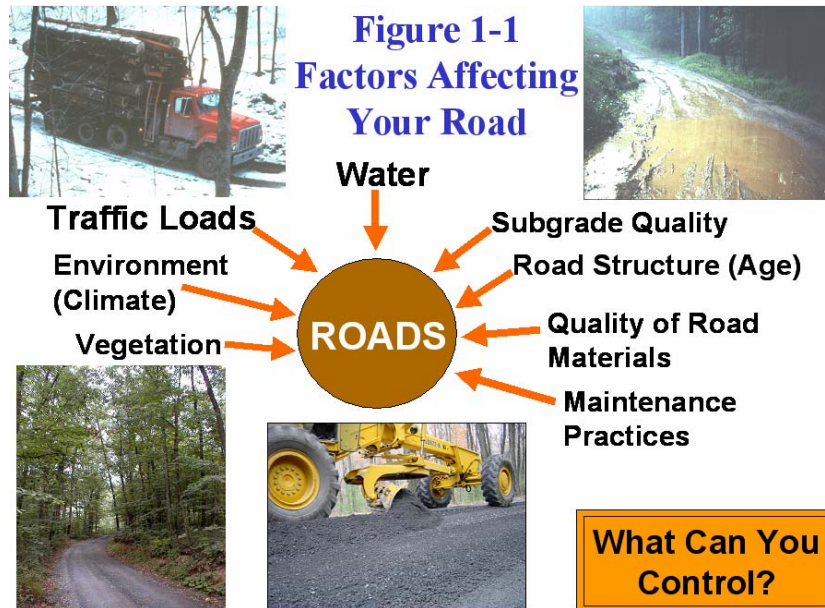 Figure 1-1
Factors Affecting
Your Road
Water
Traffic Loads
Subgrade Quality
Environment
(Climate)
Road Structure (Age)
Vegetation
ROADS
Quality of Road
Materials
Maintenance
Practices
What Can You
Control?